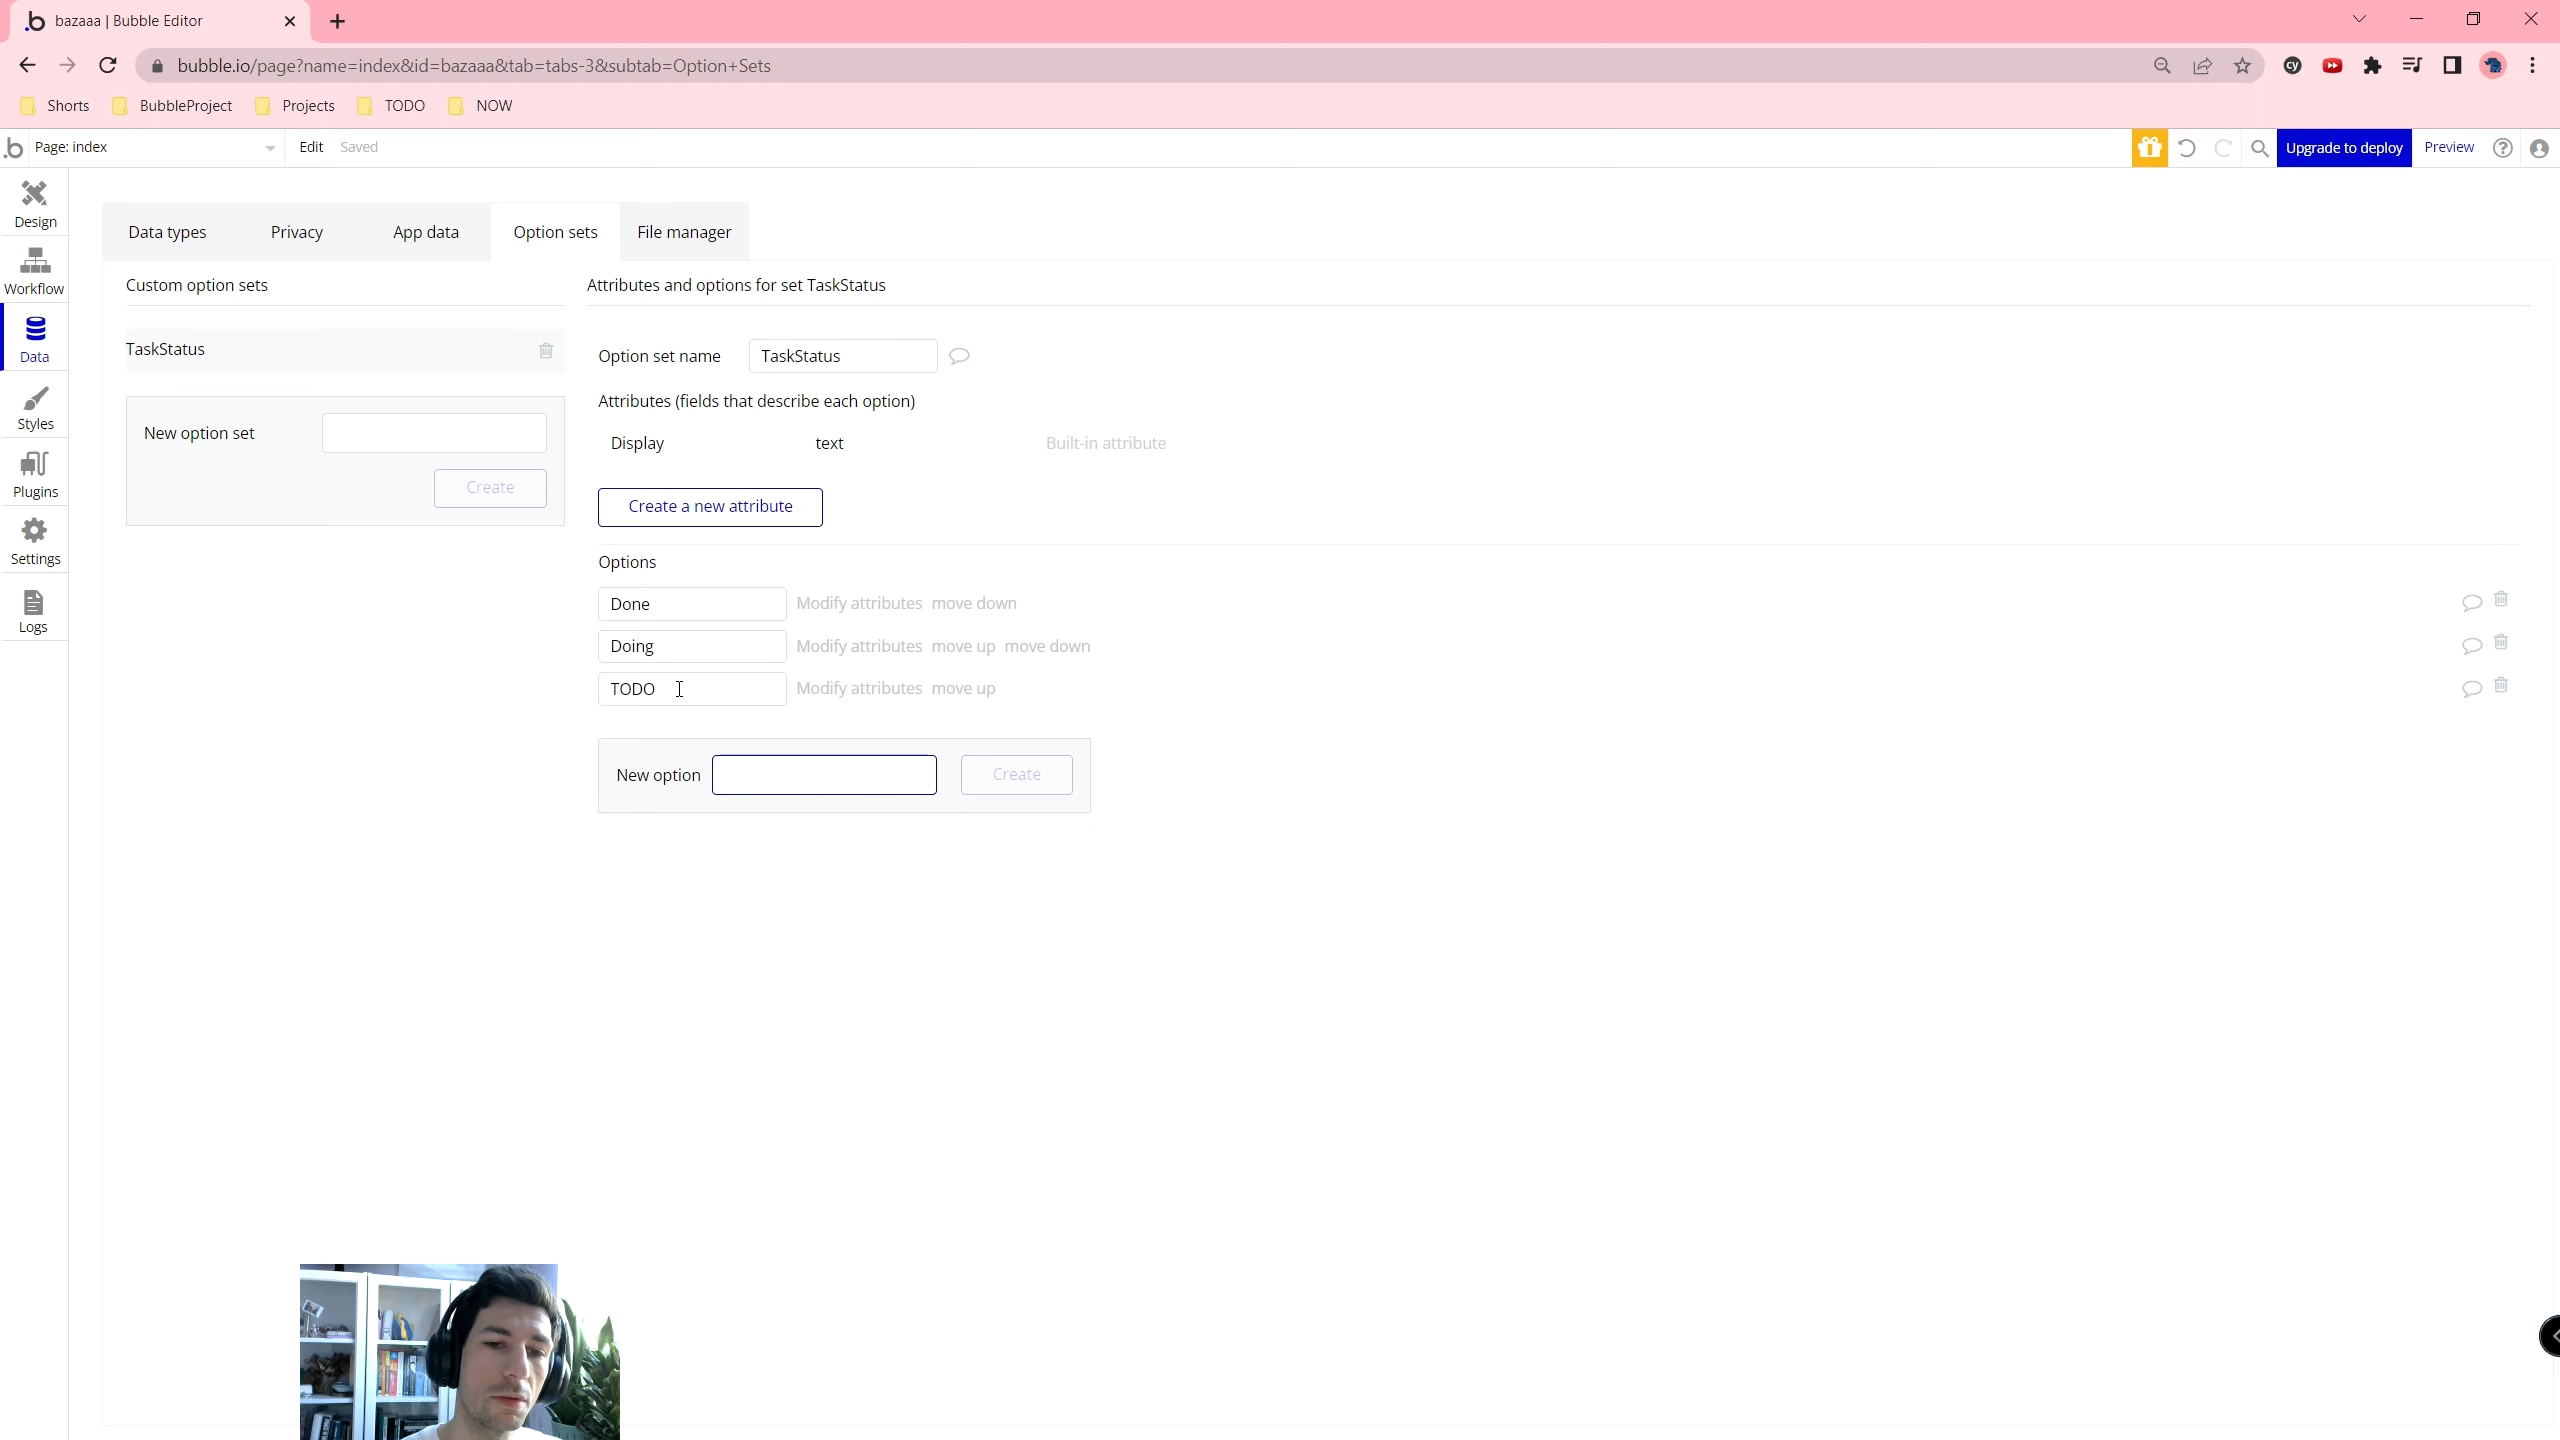 bazaaa | Bubble Editor
bubble.io/page?name=index&id=bazaaa&tab=tabs-3&subtab=Option+Sets
Shorts BubbleProject Projects TODO NOW
Page: index Edit Saved Upgrade to deploy Preview
Design
Workflow
Data
Styles
Plugins
Settings
Logs
Data types Privacy App data Option sets File manager
Custom option sets
TaskStatus
New option set
Create
Attributes and options for set TaskStatus
Option set name TaskStatus
Attributes (fields that describe each option)
Display text Built-in attribute
Create a new attribute
Options
Done Modify attributes move down
Doing Modify attributes move up move down
TODO Modify attributes move up
New option Create